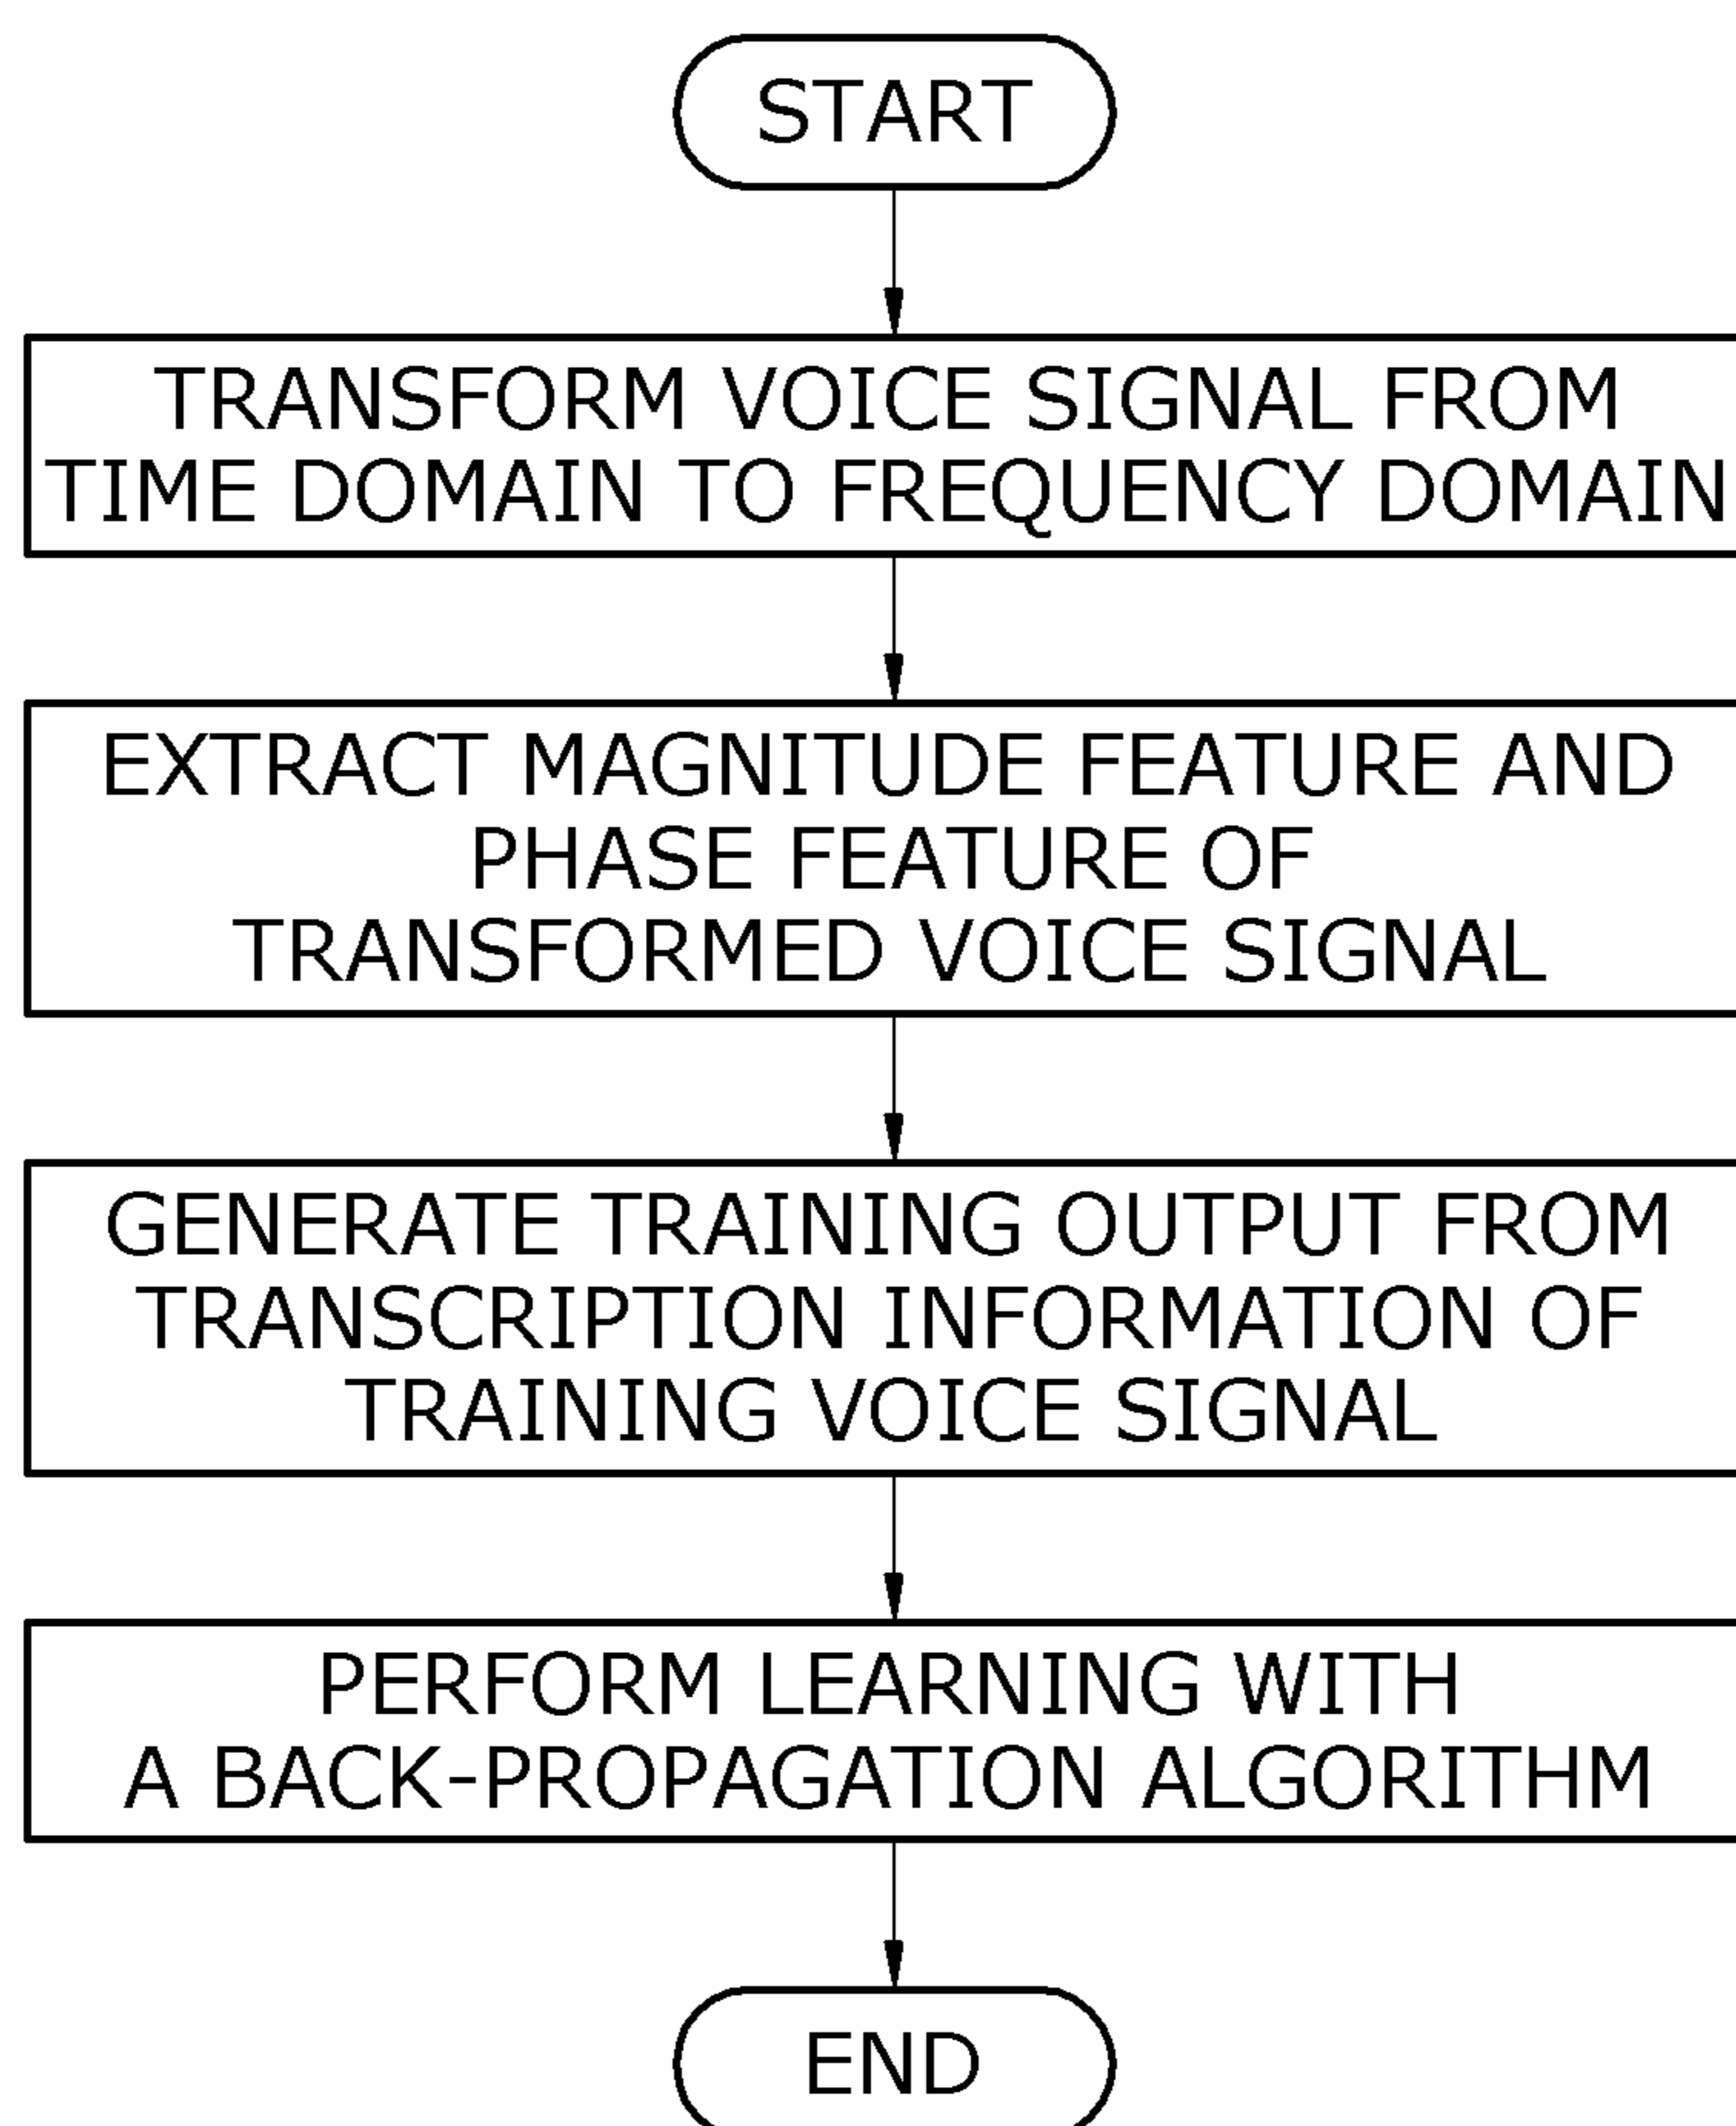 START
TRANSFORM VOICE SIGNAL FROM
TIME DOMAIN TO FREQUENCY DOMAIN
EXTRACT MAGNITUDE FEATURE AND
PHASE FEATURE OF
TRANSFORMED VOICE SIGNAL
GENERATE TRAINING OUTPUT FROM
TRANSCRIPTION INFORMATION OF
TRAINING VOICE SIGNAL
PERFORM LEARNING WITH
A BACK-PROPAGATION ALGORITHM
END